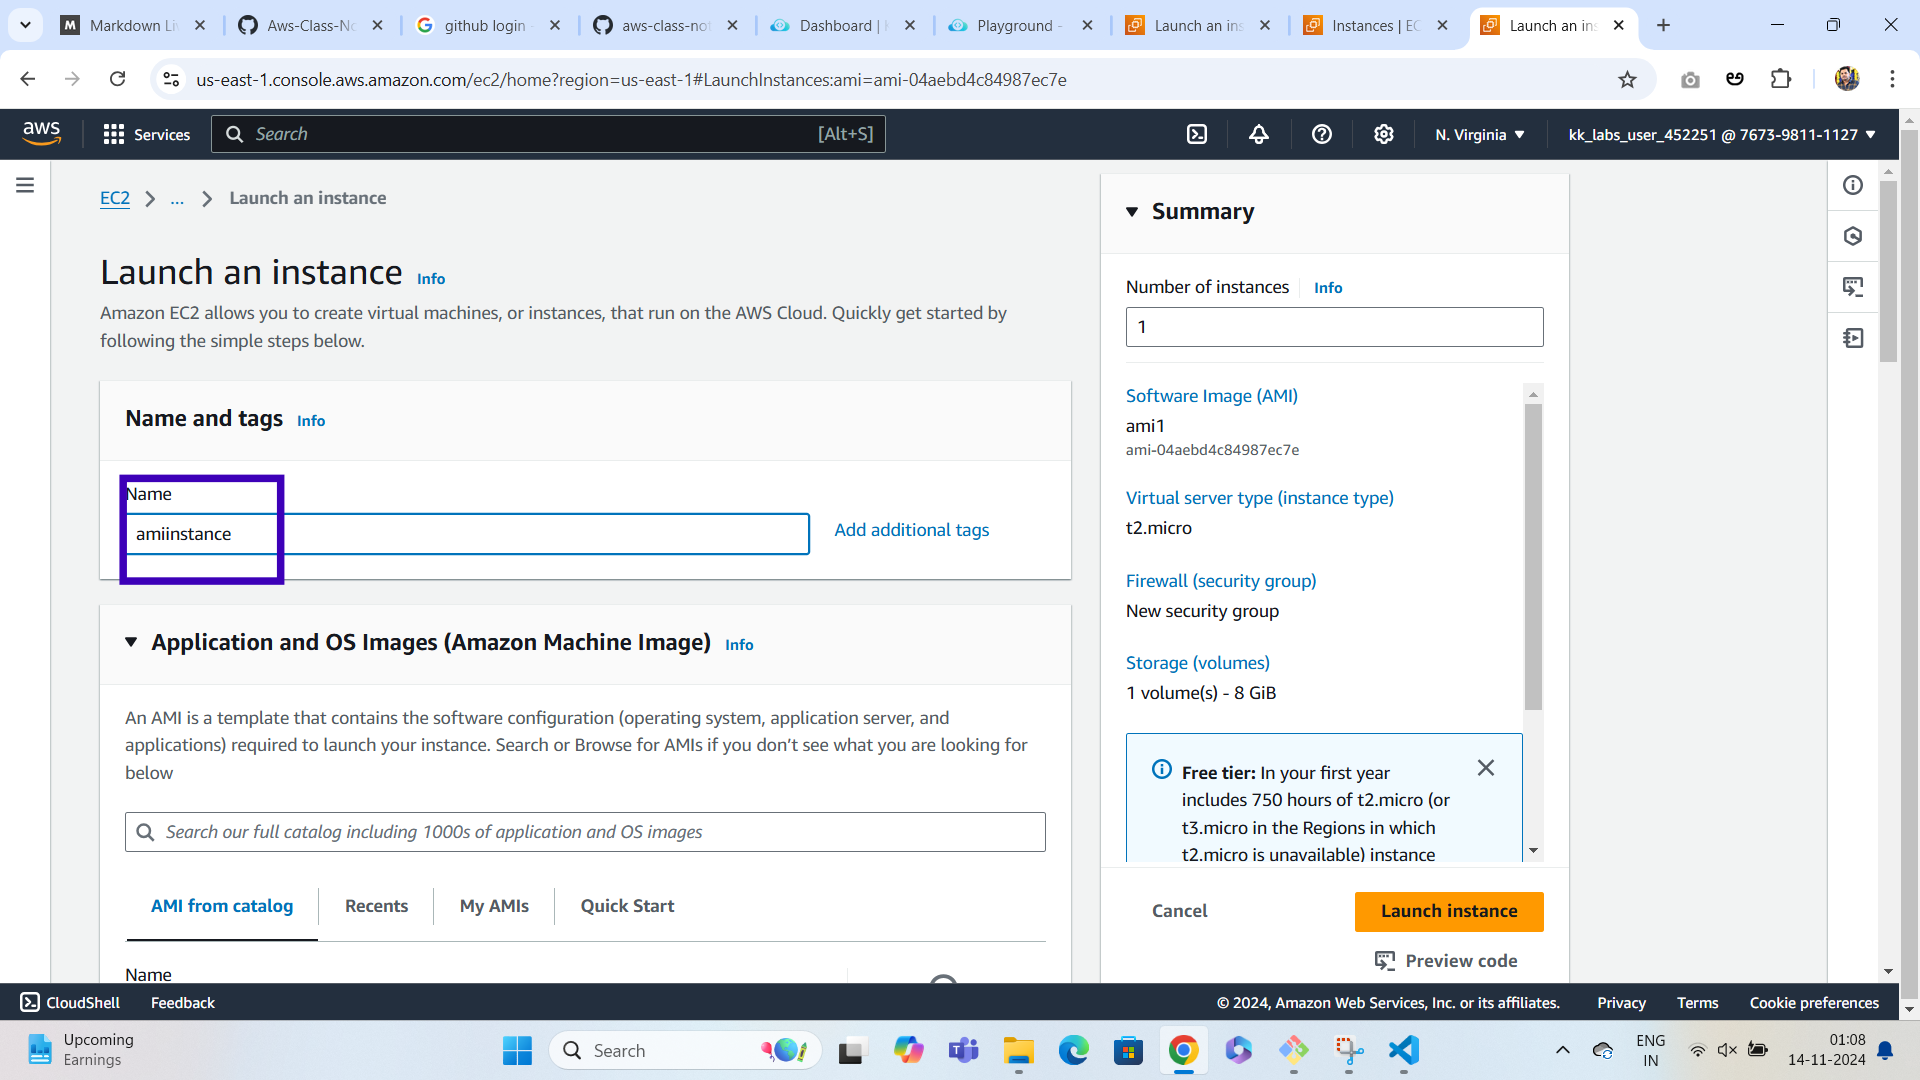 Markdown Liv
Aws-Class-No
github login -
aws-class-not
Dashboard | K
Playground -
Launch an ins
Instances | EC
Launch an ins
us-east-1.console.aws.amazon.com/ec2/home?region=us-east-1#LaunchInstances:ami=ami-04aebd4c84987ec7e
aws
Services
Search
[Alt+S]
N. Virginia
kk_labs_user_452251 @ 7673-9811-1127
EC2
...
Launch an instance
Launch an instance Info
Amazon EC2 allows you to create virtual machines, or instances, that run on the AWS Cloud. Quickly get started by
following the simple steps below.
Name and tags Info
Name
amiinstance
Add additional tags
Application and OS Images (Amazon Machine Image) Info
An AMI is a template that contains the software configuration (operating system, application server, and
applications) required to launch your instance. Search or Browse for AMIs if you don’t see what you are looking for
below
Search our full catalog including 1000s of application and OS images
AMI from catalog
Recents
My AMIs
Quick Start
Name
Summary
Number of instances Info
1
Software Image (AMI)
ami1
ami-04aebd4c84987ec7e
Virtual server type (instance type)
t2.micro
Firewall (security group)
New security group
Storage (volumes)
1 volume(s) - 8 GiB
Free tier: In your first year
includes 750 hours of t2.micro (or
t3.micro in the Regions in which
t2.micro is unavailable) instance
Cancel
Launch instance
Preview code
CloudShell
Feedback
© 2024, Amazon Web Services, Inc. or its affiliates.
Privacy
Terms
Cookie preferences
Upcoming
Earnings
Search
ENG
IN
01:08
14-11-2024